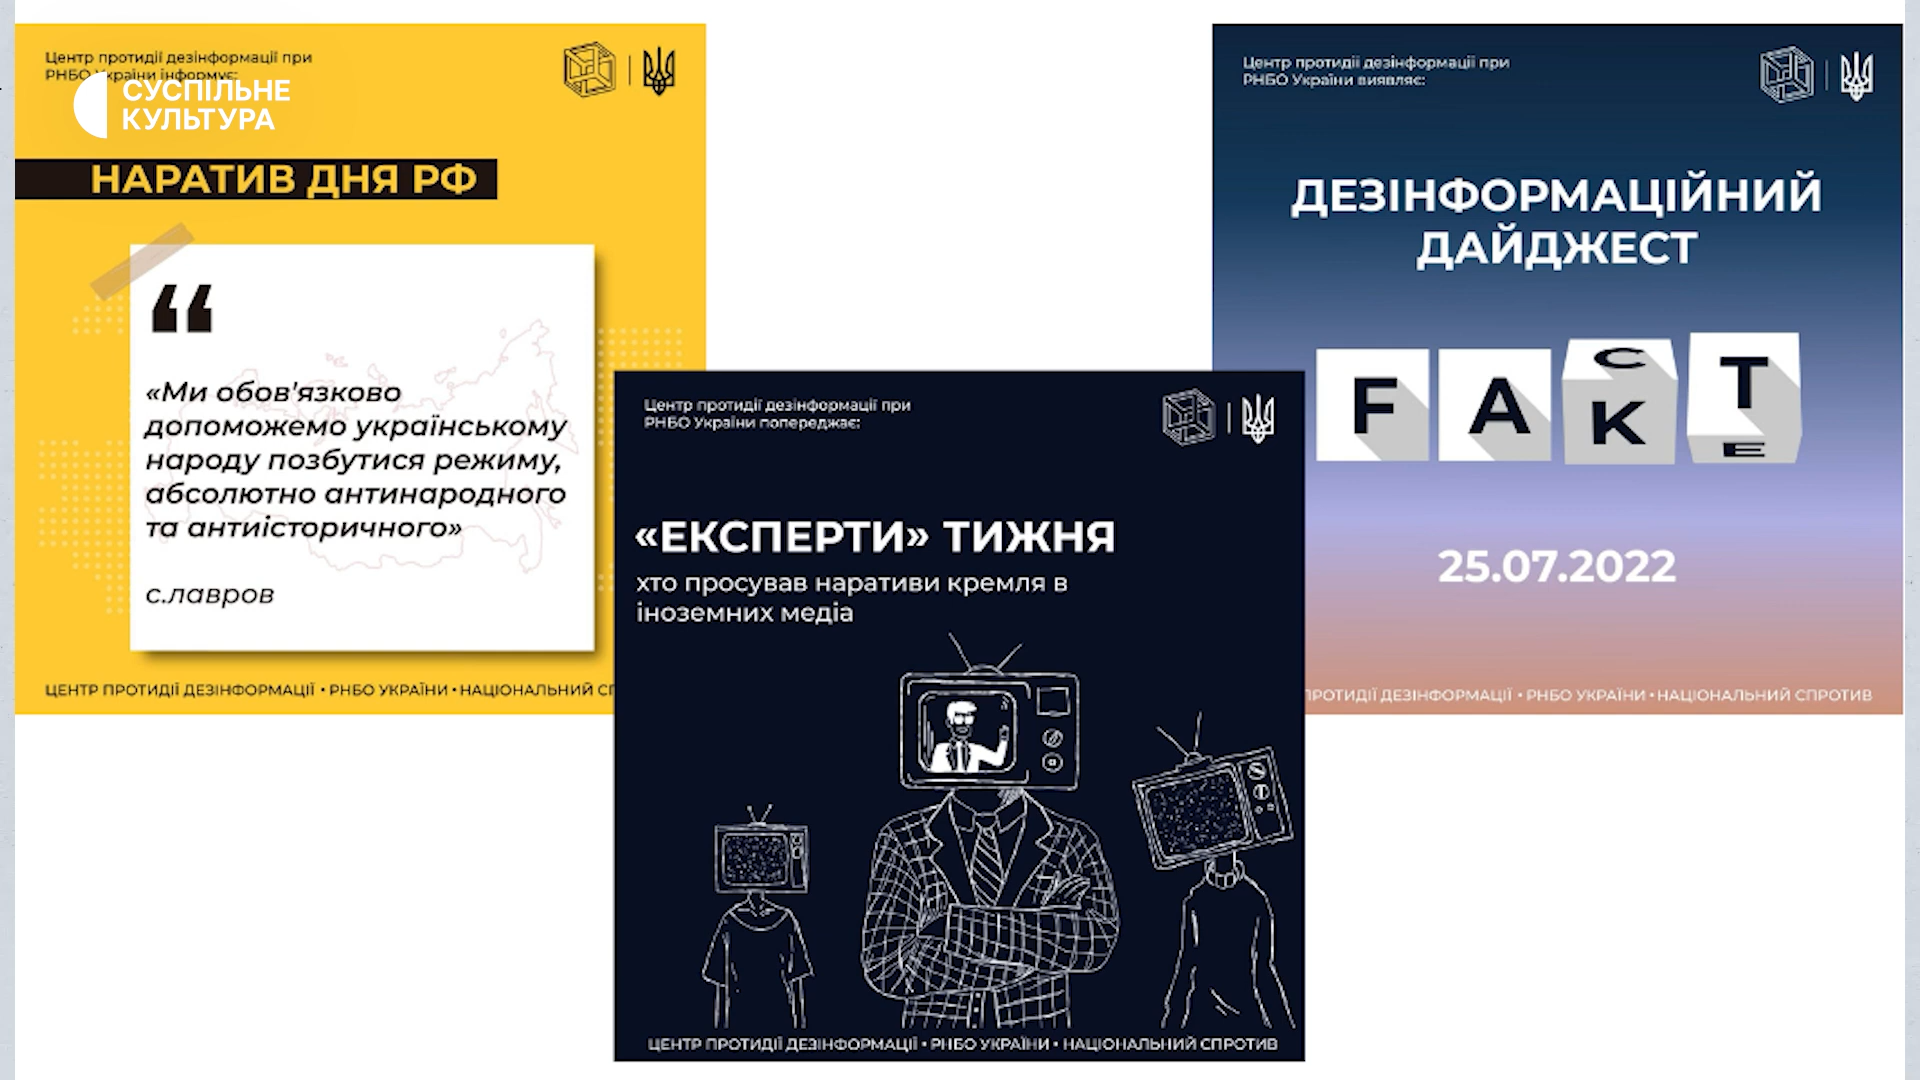 Центр протидії дезінформації при
РНБО України інформує:
СУСПІЛЬНЕ
КУЛЬТУРА
НАРАТИВ ДНЯ РФ
“
«Ми обов'язково
допоможемо українському
народу позбутися режиму,
абсолютно антинародного
та антиісторичного»
с.лавров
ЦЕНТР ПРОТИДІЇ ДЕЗІНФОРМАЦІЇ • РНБО УКРАЇНИ • НАЦІОНАЛЬНИЙ
Центр протидії дезінформації при
РНБО України попереджає:
«ЕКСПЕРТИ» ТИЖНЯ
хто просував наративи кремля в
іноземних медіа
ЦЕНТР ПРОТИДІЇ ДЕЗІНФОРМАЦІЇ • РНБО УКРАЇНИ • НАЦІОНАЛЬНИЙ СПРОТИВ
Центр протидії дезінформації при
РНБО України виявляє:
ДЕЗІНФОРМАЦІЙНИЙ
ДАЙДЖЕСТ
C
F A K T
E
25.07.2022
ПРОТИДІЇ ДЕЗІНФОРМАЦІЇ • РНБО УКРАЇНИ • НАЦІОНАЛЬНИЙ СПРОТИВ